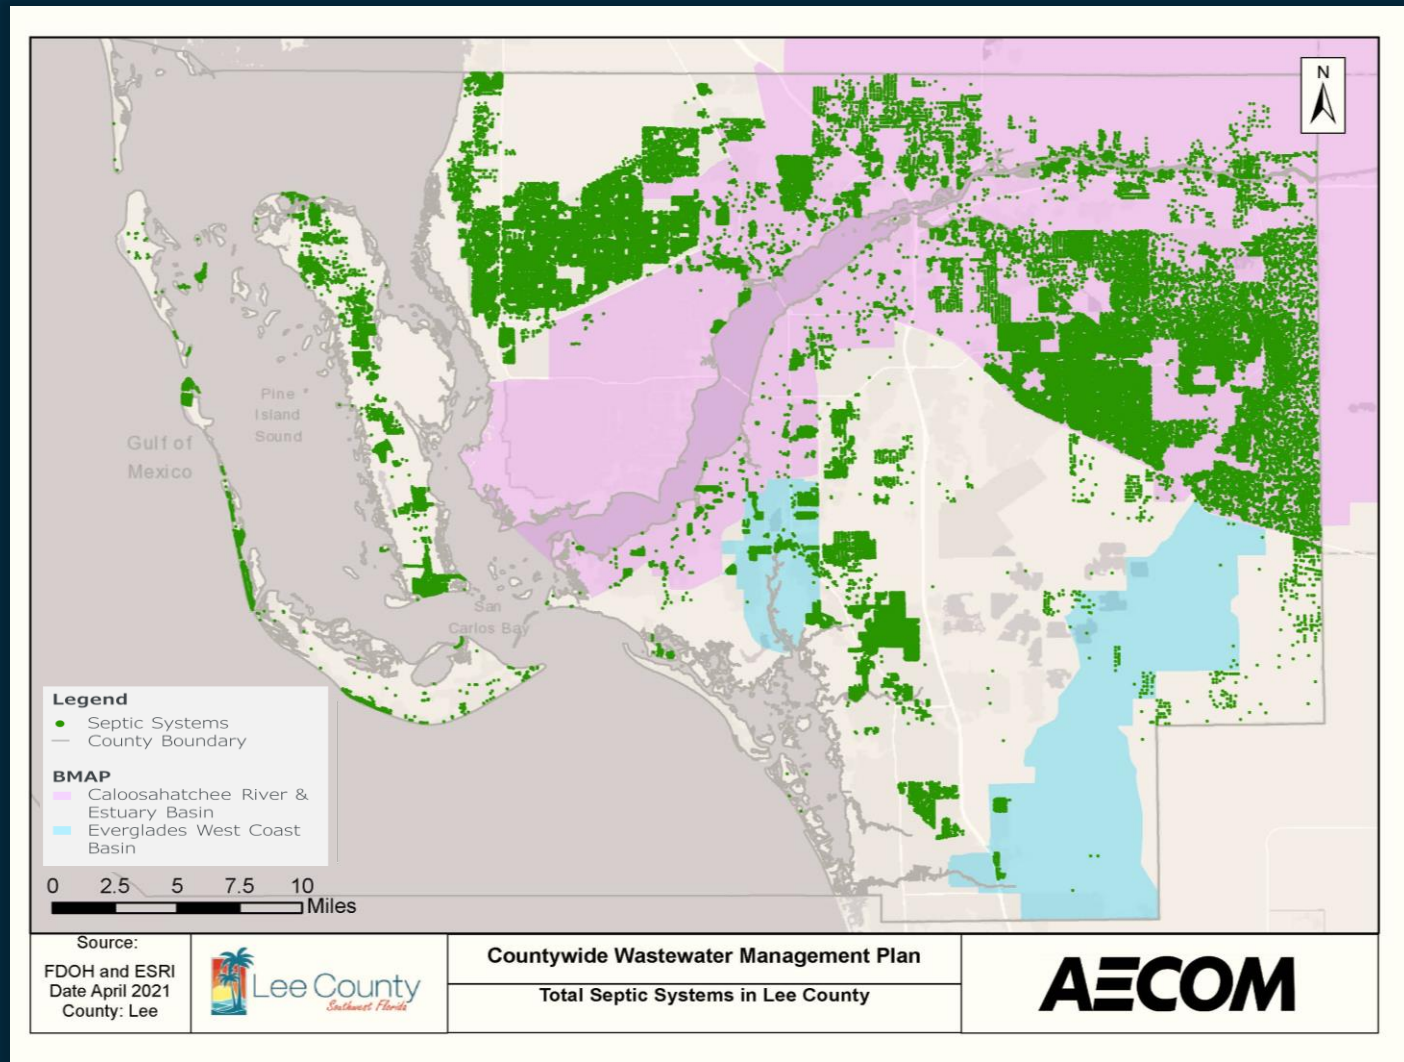 N
Pine
Island
Sound
Gulf of
Mexico
San
Carlos Bay
Legend
Septic Systems
County Boundary
BMAP
Caloosahatchee River &
Estuary Basin
Everglades West Coast
Basin
0 2.5 5 7.5 10
Miles
Source:
FDOH and ESRI
Date April 2021
County: Lee
Lee County
Southwest Florida
Countywide Wastewater Management Plan
Total Septic Systems in Lee County
AECOM